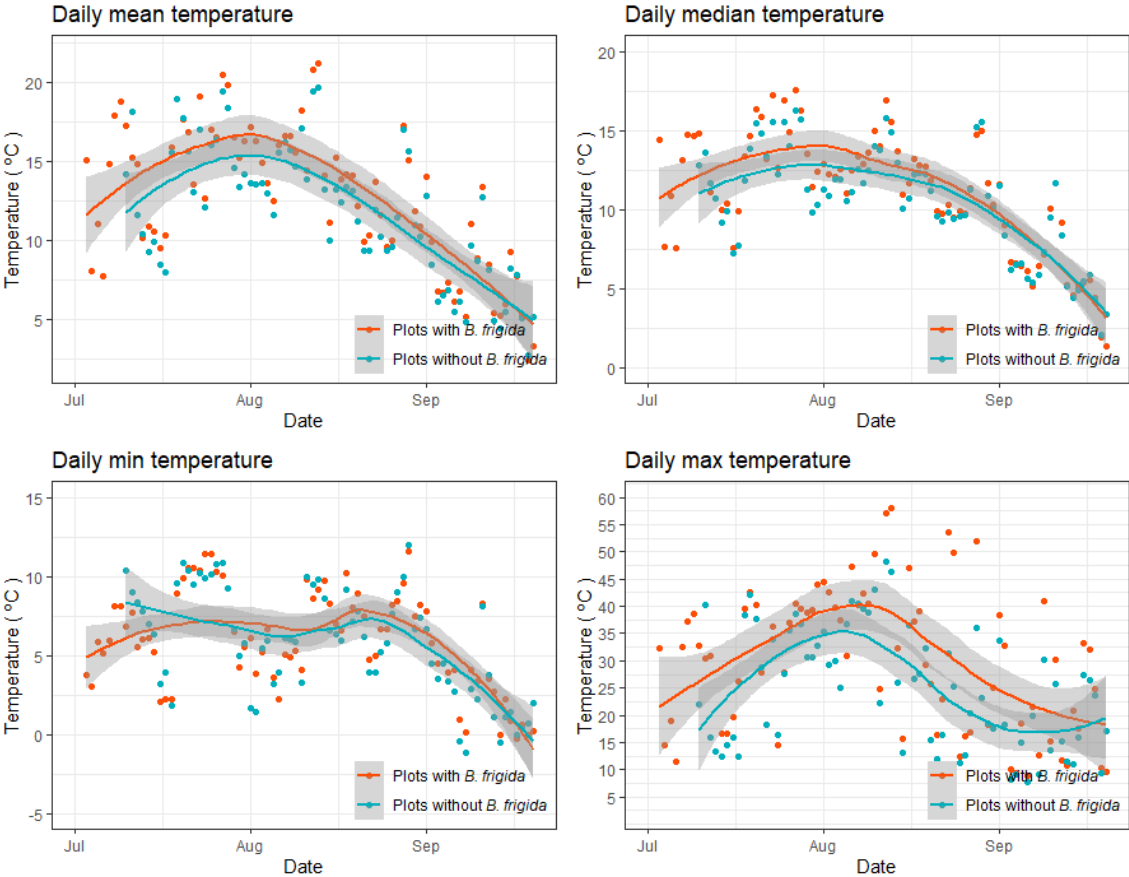 Daily mean temperature
Temperature ( °C )
20
15
10
5
Jul
Aug
Sep
Date
Plots with B. frigida
Plots without B. frigida
Daily median temperature
Temperature ( °C )
20
15
10
5
0
Jul
Aug
Sep
Date
Plots with B. frigida
Plots without B. frigida
Daily min temperature
Temperature ( °C )
15
10
5
0
-5
Jul
Aug
Sep
Date
Plots with B. frigida
Plots without B. frigida
Daily max temperature
Temperature ( °C )
60
55
50
45
40
35
30
25
20
15
10
5
Jul
Aug
Sep
Date
Plots with B. frigida
Plots without B. frigida